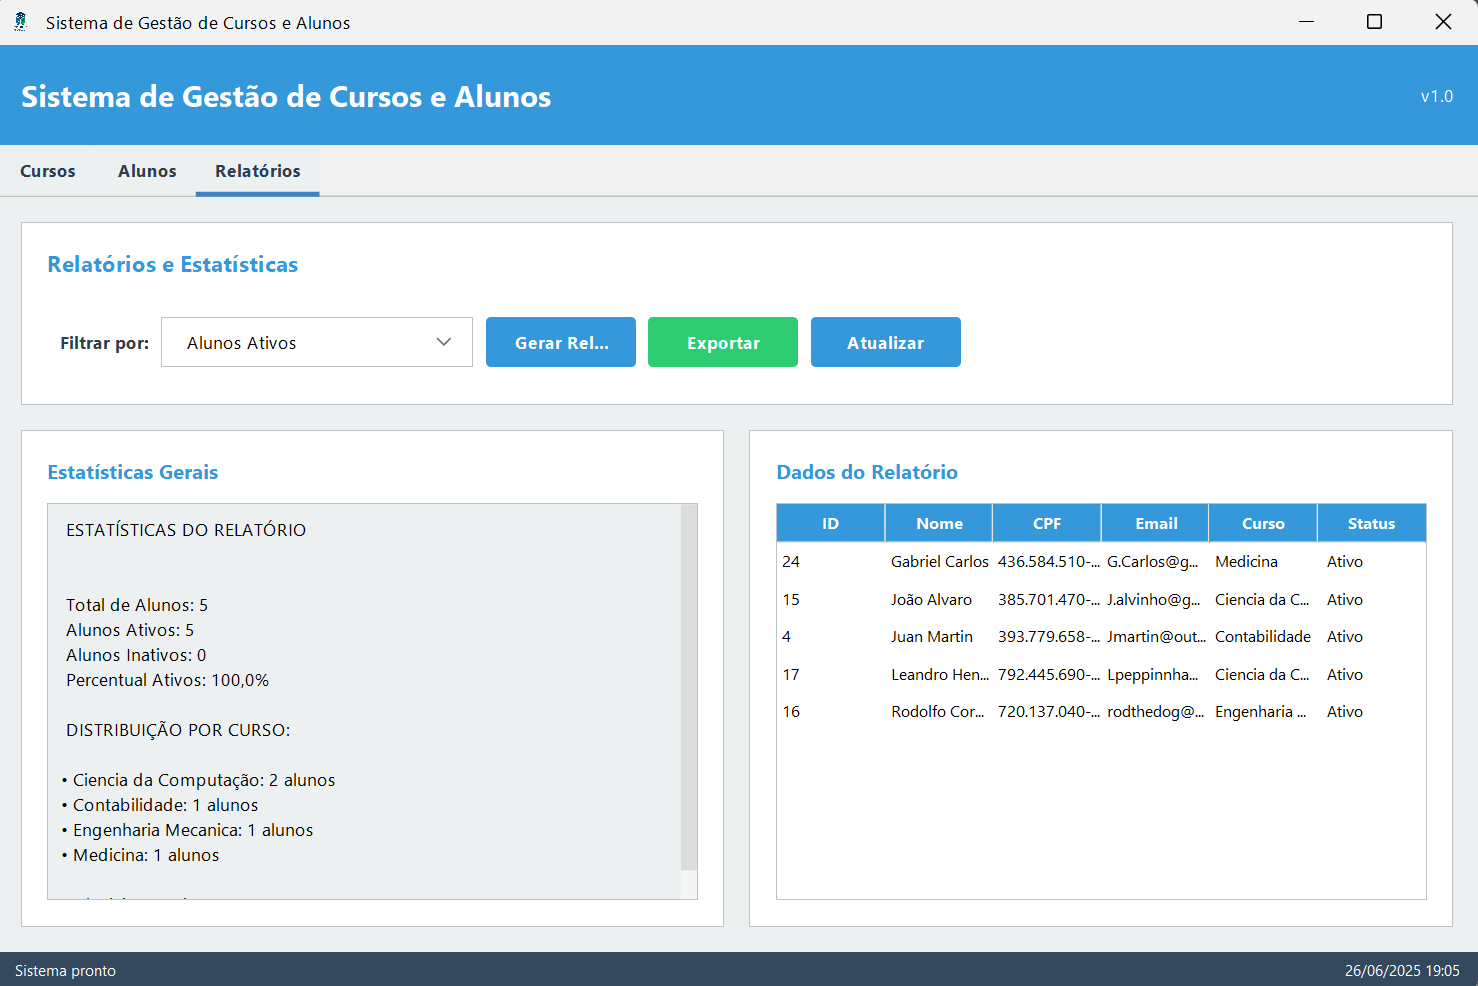 Sistema de Gestão de Cursos e Alunos
Sistema de Gestão de Cursos e Alunos
v1.0
Cursos Alunos Relatórios
Relatórios e Estatísticas
Filtrar por: Alunos Ativos Gerar Rel... Exportar Atualizar
Estatísticas Gerais
ESTATÍSTICAS DO RELATÓRIO
Total de Alunos: 5
Alunos Ativos: 5
Alunos Inativos: 0
Percentual Ativos: 100,0%
DISTRIBUIÇÃO POR CURSO:
• Ciencia da Computação: 2 alunos
• Contabilidade: 1 alunos
• Engenharia Mecanica: 1 alunos
• Medicina: 1 alunos
Dados do Relatório
ID Nome CPF Email Curso Status
24 Gabriel Carlos 436.584.510-... G.Carlos@g... Medicina Ativo
15 João Alvaro 385.701.470-... J.alvinho@g... Ciencia da C... Ativo
4 Juan Martin 393.779.658-... Jmartin@out... Contabilidade Ativo
17 Leandro Hen... 792.445.690-... Lpeppinnha... Ciencia da C... Ativo
16 Rodolfo Cor... 720.137.040-... rodthedog@... Engenharia ... Ativo
Sistema pronto
26/06/2025 19:05